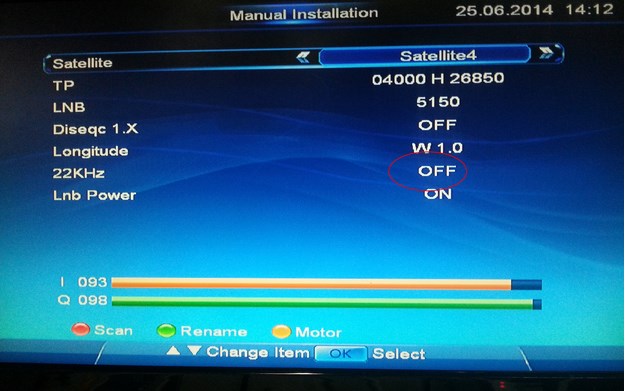 Manual Installation 25.06.2014 14:12
Satellite Satellite4
TP 04000 H 26850
LNB 5150
Diseqc 1.X OFF
Longitude W 1.0
22KHz OFF
Lnb Power ON
I 093
Q 098
Scan Rename Motor
Change Item OK Select